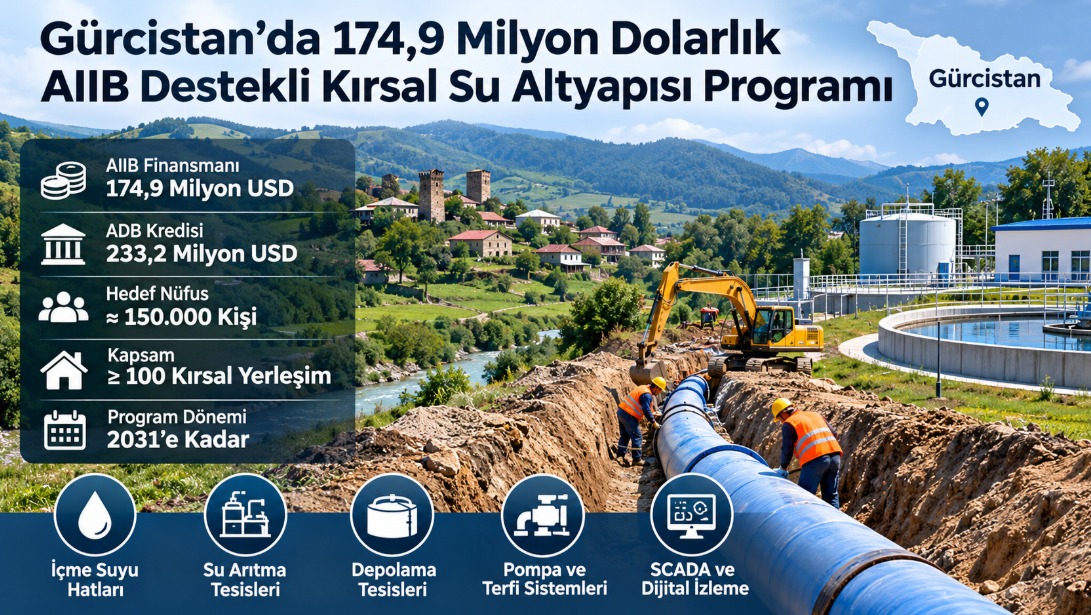 Gürcistan'da 174,9 Milyon Dolarlık
AIIB Destekli Kırsal Su Altyapısı Programı
Gürcistan
AIIB Finansmanı
174,9 Milyon USD
ADB Kredisi
233,2 Milyon USD
Hedef Nüfus
≈ 150.000 Kişi
Kapsam
≥ 100 Kırsal Yerleşim
Program Dönemi
2031'e Kadar
İçme Suyu
Hatları
Su Arıtma
Tesisleri
Depolama
Tesisleri
Pompa ve
Terfi Sistemleri
SCADA ve
Dijital İzleme